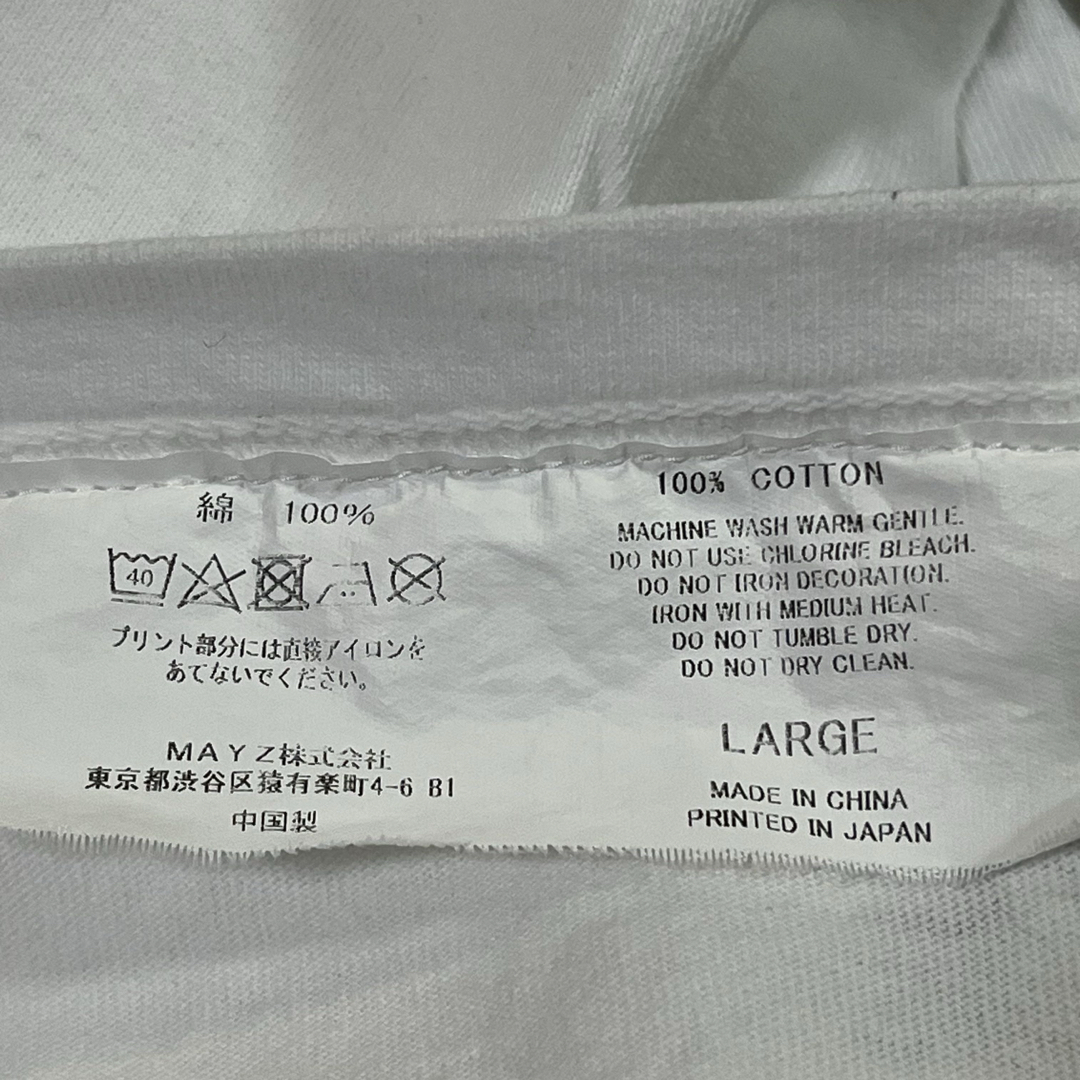 綿 100%
40
プリント部分には直接アイロンを
あてないでください。
MAYZ株式会社
東京都渋谷区猿有楽町4-6 B1
中国製
100% COTTON
MACHINE WASH WARM GENTLE.
DO NOT USE CHLORINE BLEACH.
DO NOT IRON DECORATION.
IRON WITH MEDIUM HEAT.
DO NOT TUMBLE DRY.
DO NOT DRY CLEAN.
LARGE
MADE IN CHINA
PRINTED IN JAPAN